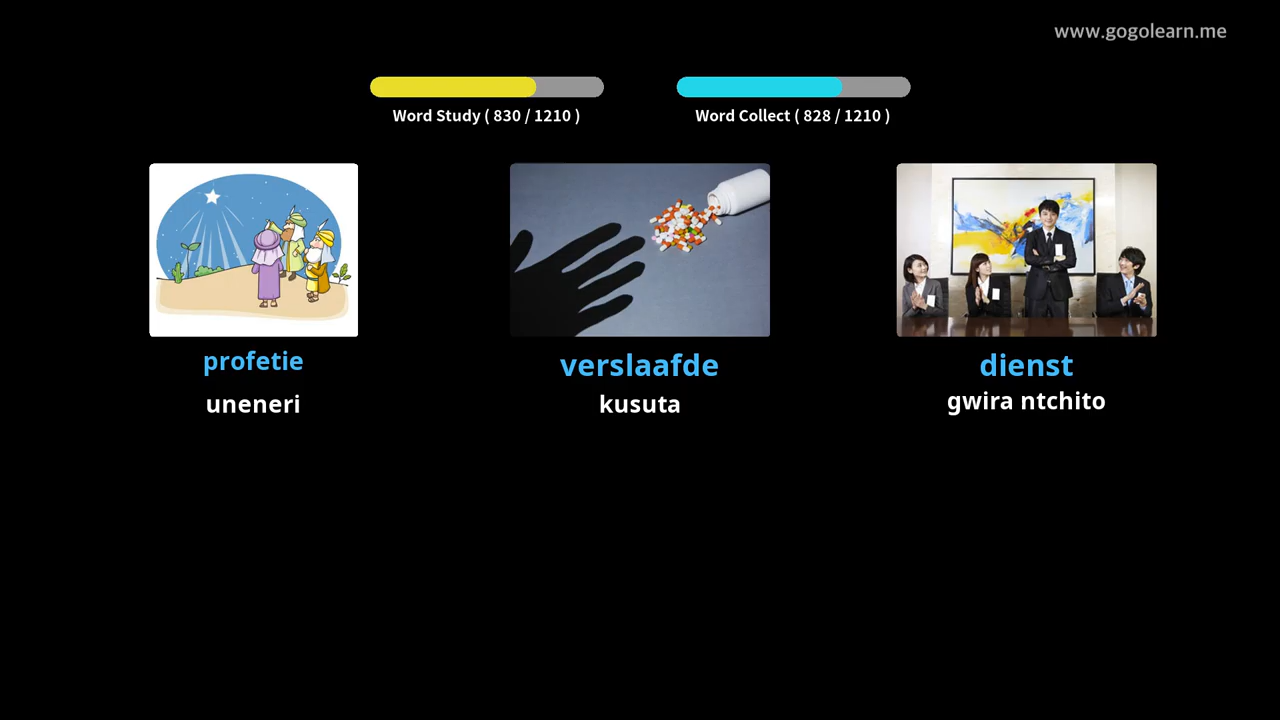 www.gogolearn.me
Word Study ( 830 / 1210 )
Word Collect ( 828 / 1210 )
profetie
uneneri
verslaafde
kusuta
dienst
gwira ntchito